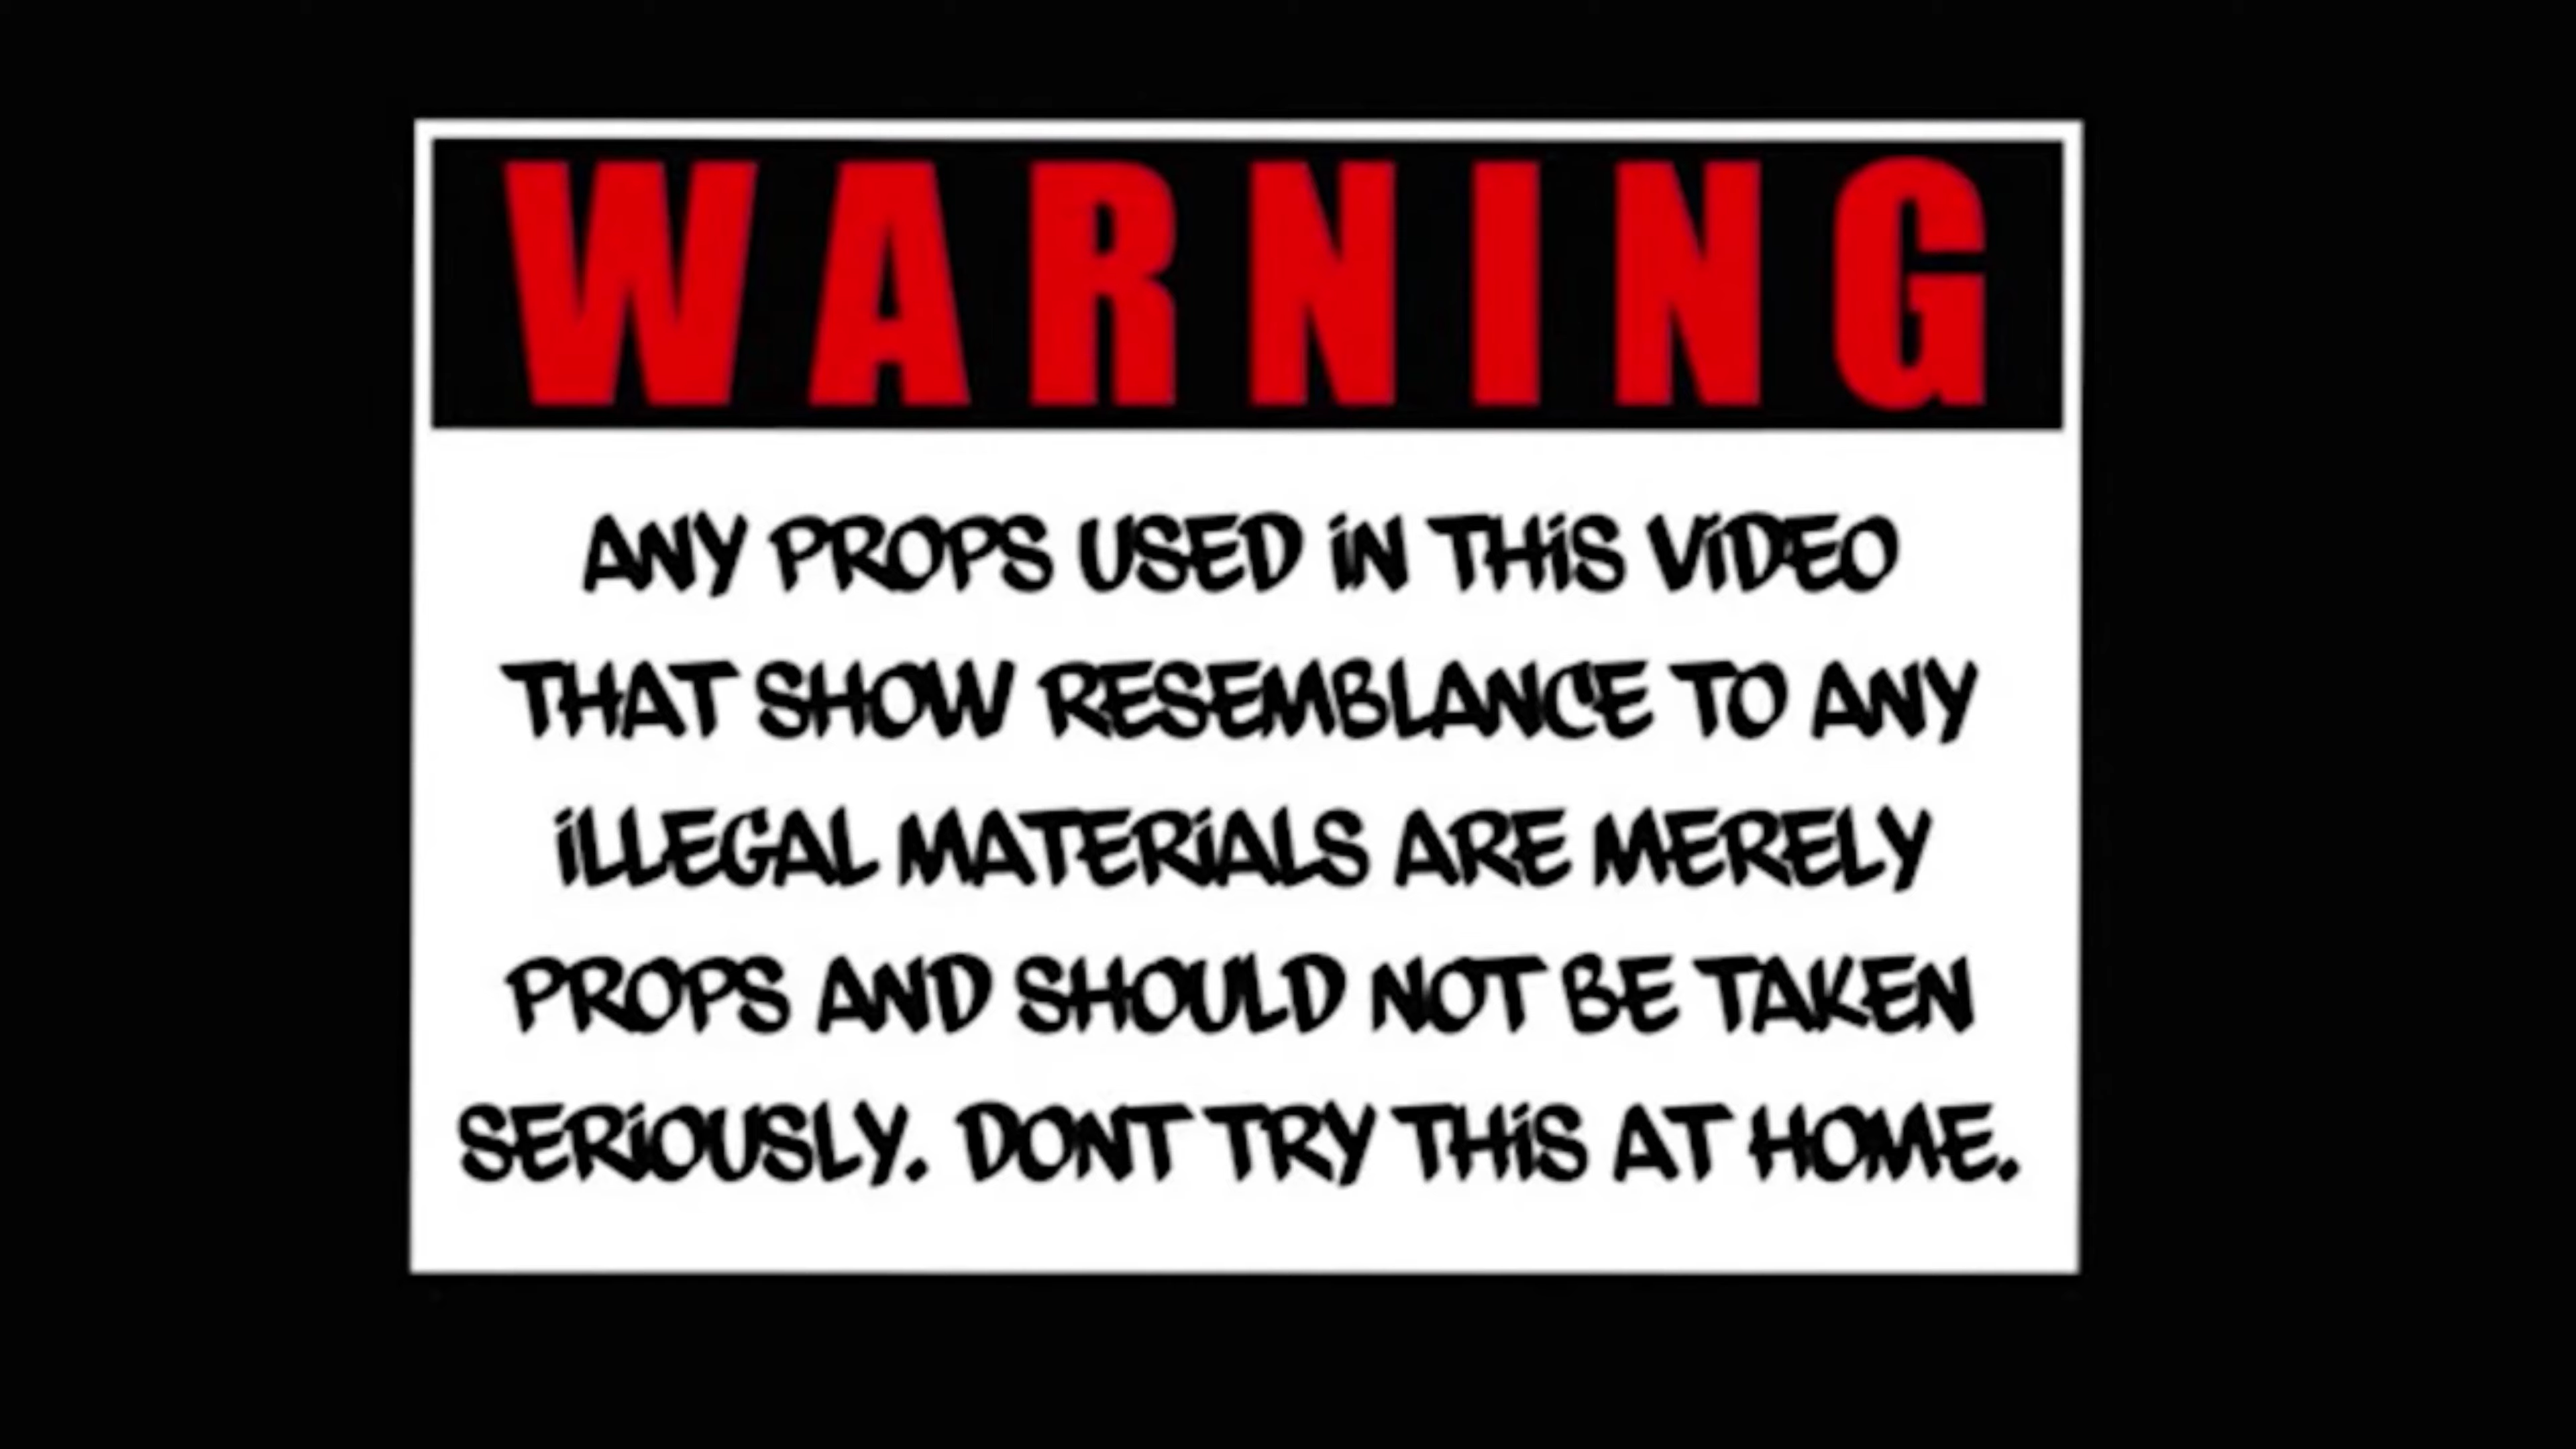 WARNING
ANY PROPS USED iN THiS ViDEO
THAT SHOW RESEMBLANCE TO ANY
iLLEGAL MATERiALS ARE MERELY
PROPS AND SHOULD NOT BE TAKEN
SERiOUSLY. DONT TRY THiS AT HOME.